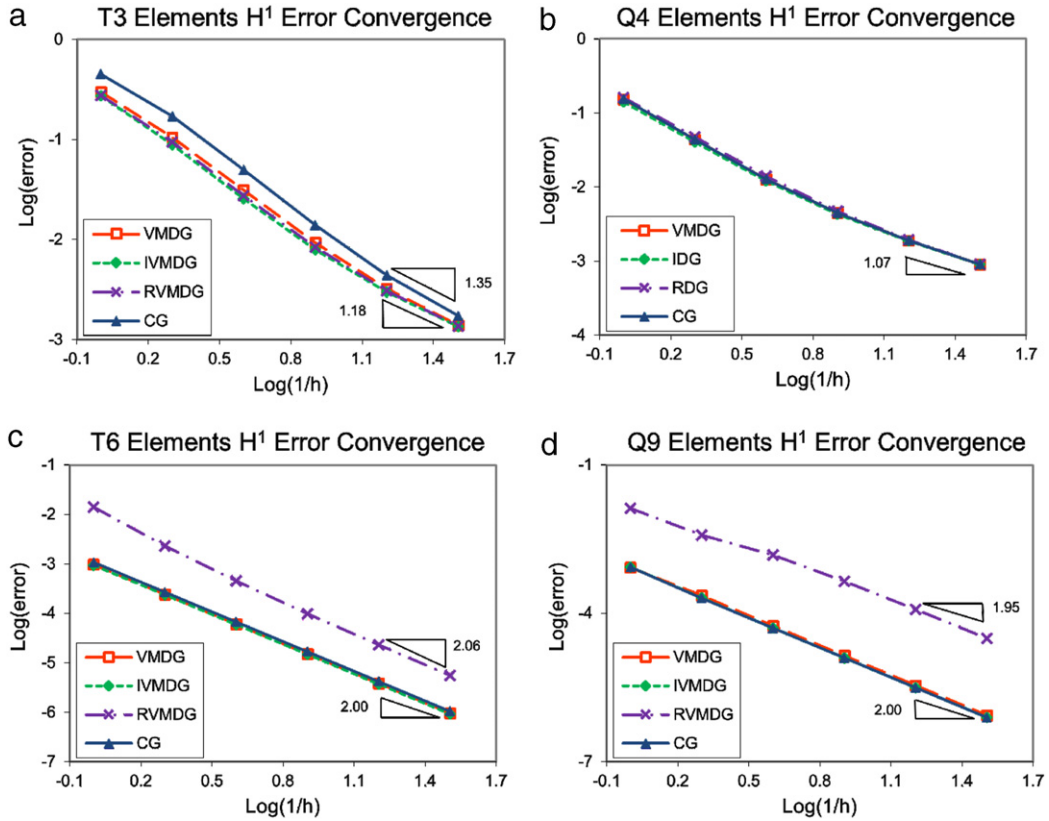 a
T3 Elements H¹ Error Convergence
0
-1
-2
-3
Log(error)
VMDG
IVMDG
RVMDG
CG
1.35
1.18
-0.1 0.2 0.5 0.8 1.1 1.4 1.7
Log(1/h)
b
Q4 Elements H¹ Error Convergence
0
-1
-2
-3
-4
Log(error)
VMDG
IDG
RDG
CG
1.07
-0.1 0.2 0.5 0.8 1.1 1.4 1.7
Log(1/h)
c
T6 Elements H¹ Error Convergence
-1
-2
-3
-4
-5
-6
-7
Log(error)
VMDG
IVMDG
RVMDG
CG
2.06
2.00
-0.1 0.2 0.5 0.8 1.1 1.4 1.7
Log(1/h)
d
Q9 Elements H¹ Error Convergence
-1
-4
-7
Log(error)
VMDG
IVMDG
RVMDG
CG
1.95
2.00
-0.1 0.2 0.5 0.8 1.1 1.4 1.7
Log(1/h)